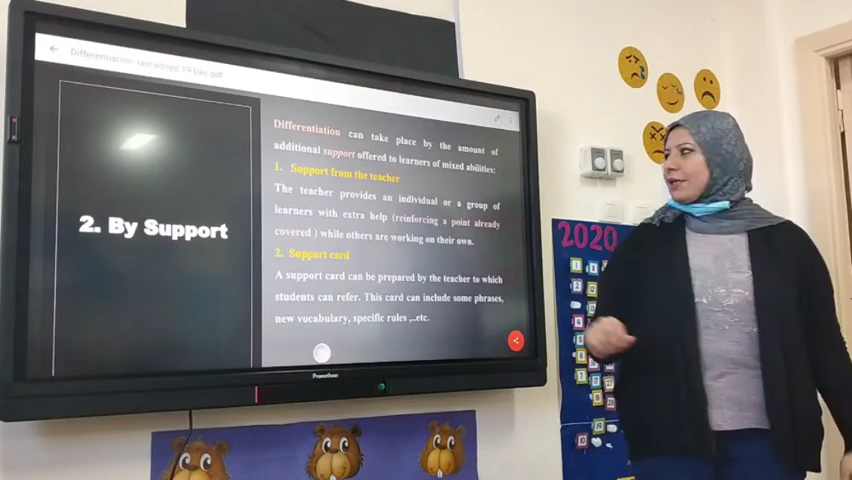 Differentiation- last edited 19 Dec.pdf
2. By Support
Differentiation can take place by the amount of
additional support offered to learners of mixed abilities:
1. Support from the teacher
The teacher provides an individual or a group of
learners with extra help (reinforcing a point already
covered ) while others are working on their own.
2. Support card
A support card can be prepared by the teacher to which
students can refer. This card can include some phrases,
new vocabulary, specific rules ,..etc.
Promethean
2020